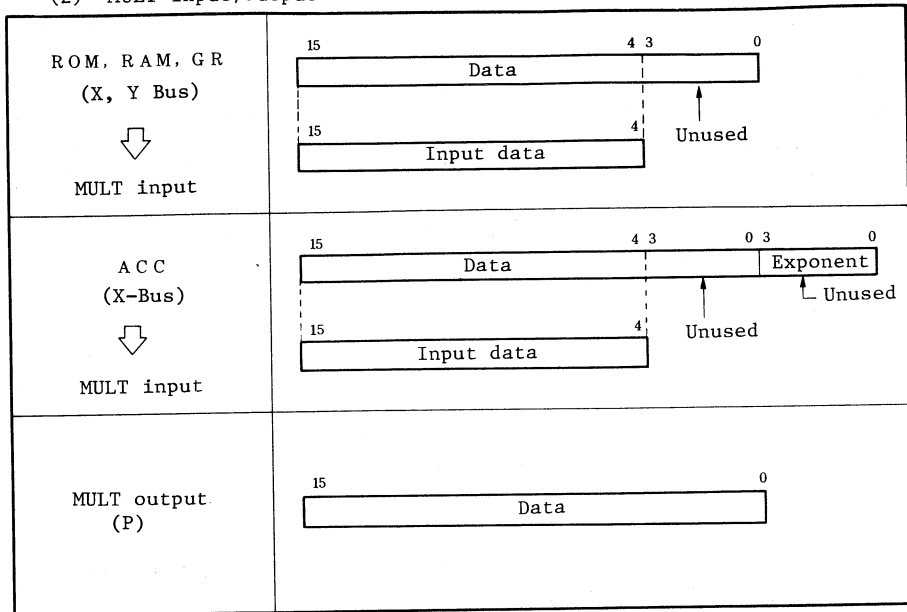 (2) MULT Input/Output
ROM, RAM, GR
(X, Y Bus)
MULT input
15 4 3 0
Data
15 4
Input data
Unused
ACC
(X-Bus)
MULT input
15 4 3 0 3 0
Data Exponent
Unused
Unused
15 4
Input data
MULT output
(P)
15 0
Data